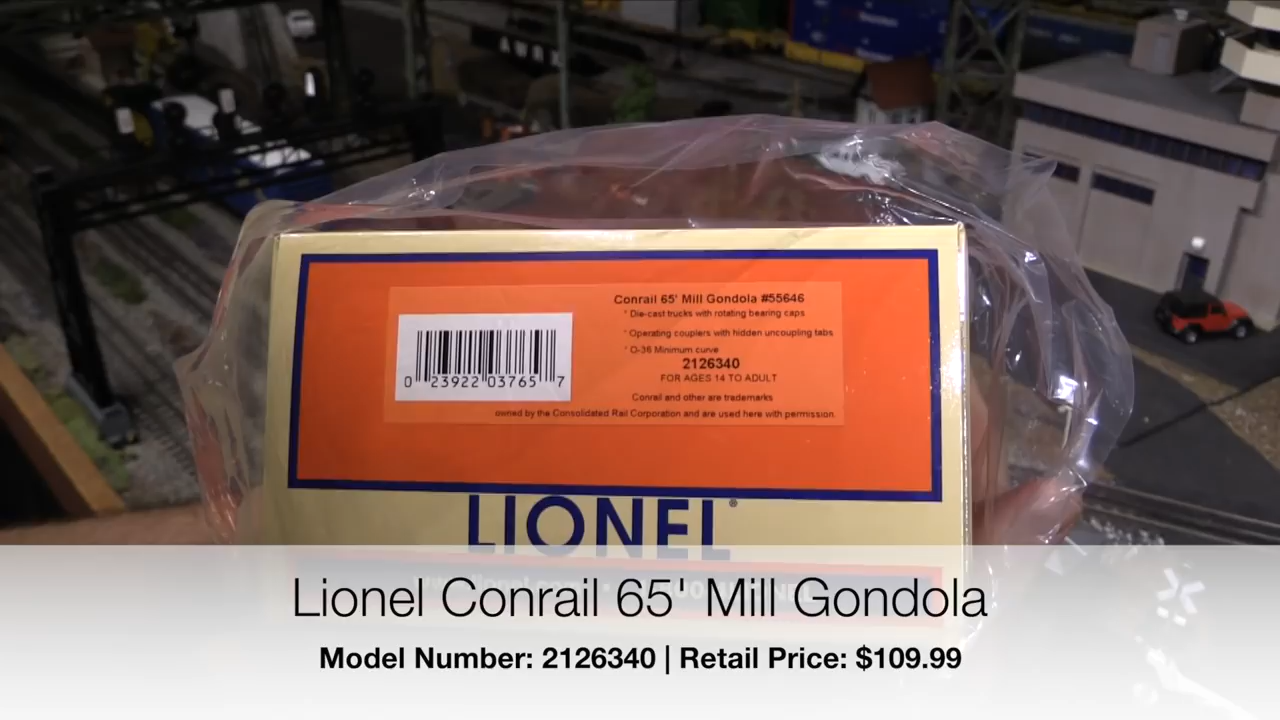 Conrail 65' Mill Gondola #55646
* Die-cast trucks with rotating bearing caps
* Operating couplers with hidden uncoupling tabs
* O-36 Minimum curve
2126340
FOR AGES 14 TO ADULT
Conrail and other are trademarks
owned by the Consolidated Rail Corporation and are used here with permission.
0 23922 03765 7
LIONEL®
Lionel Conrail 65' Mill Gondola
Model Number: 2126340 | Retail Price: $109.99